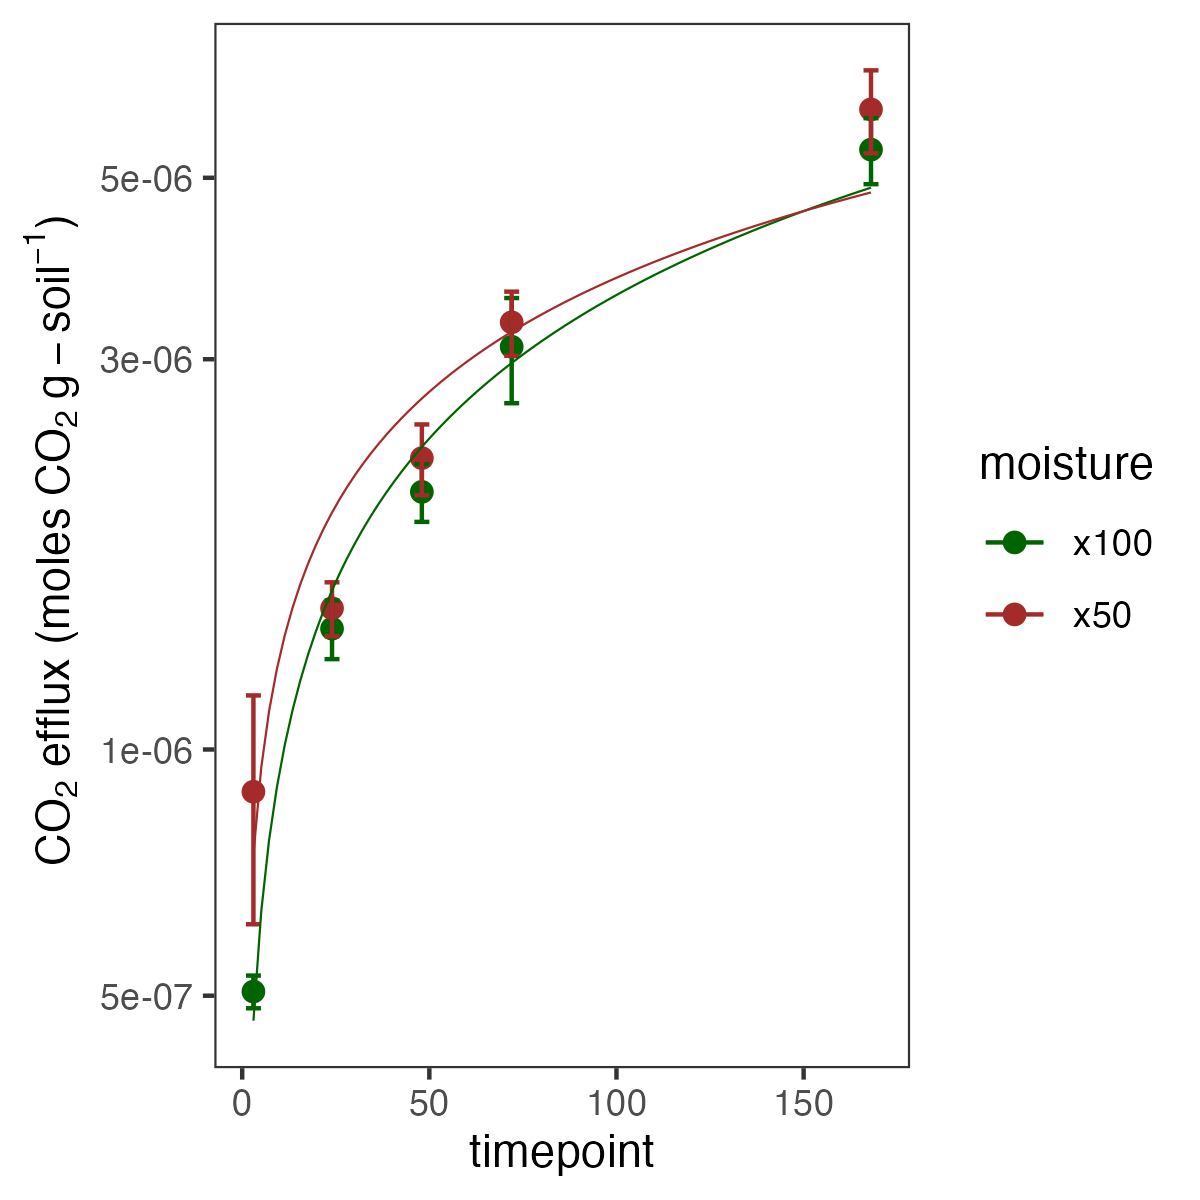 CO₂ efflux (moles CO₂ g − soil⁻¹)
5e-06
3e-06
1e-06
5e-07
0 50 100 150
timepoint
moisture
x100
x50